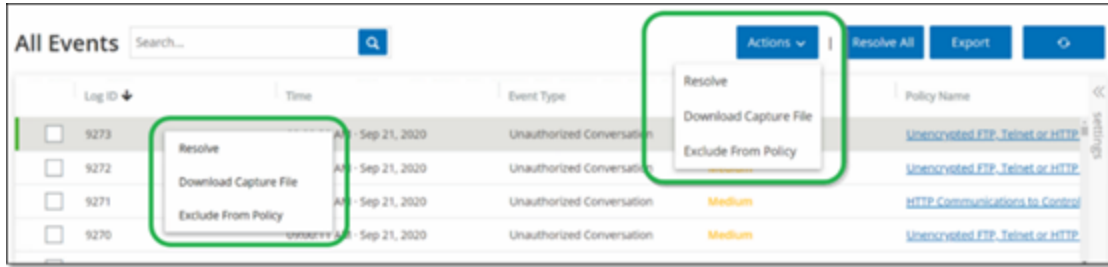 All Events Search... Actions | Resolve All Export
Log ID Time Event Type Policy Name
Resolve
Download Capture File
Exclude From Policy
settings
9273 AM - Sep 21, 2020 Unauthorized Conversation Unencrypted FTP, Telnet or HTTP
9272 AM - Sep 21, 2020 Unauthorized Conversation Unencrypted FTP, Telnet or HTTP
9271 AM - Sep 21, 2020 Unauthorized Conversation Medium HTTP Communications to Control
9270 AM - Sep 21, 2020 Unauthorized Conversation Medium Unencrypted FTP, Telnet or HTTP
Resolve
Download Capture File
Exclude From Policy